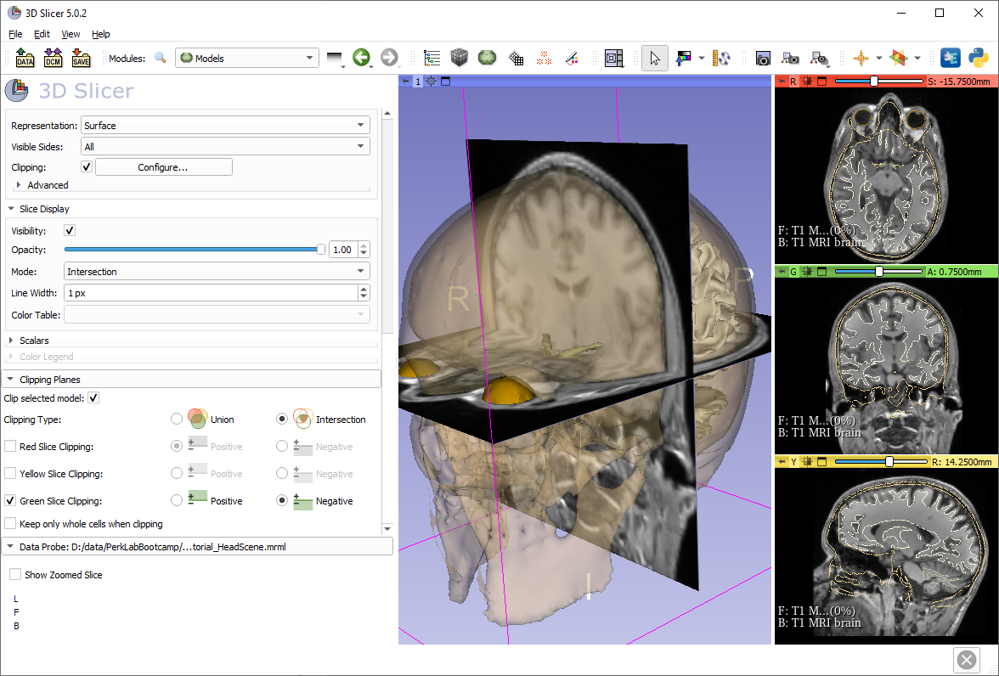 3D Slicer 5.0.2
File Edit View Help
DATA DCM SAVE Modules: Models
3D Slicer
Representation: Surface
Visible Sides: All
Clipping: Configure...
Advanced
Slice Display
Visibility:
Opacity: 1.00
Mode: Intersection
Line Width: 1 px
Color Table:
Scalars
Color Legend
Clipping Planes
Clip selected model:
Clipping Type: Union Intersection
Red Slice Clipping: Positive Negative
Yellow Slice Clipping: Positive Negative
Green Slice Clipping: Positive Negative
Keep only whole cells when clipping
Data Probe: D:/data/PerkLabBootcamp/...torial_HeadScene.mrml
Show Zoomed Slice
L
F
B
1
R
P
I
R S: -15.7500mm
F: T1 M...(0%)
B: T1 MRI brain
G A: 0.7500mm
F: T1 M...(0%)
B: T1 MRI brain
Y R: 14.2500mm
F: T1 M...(0%)
B: T1 MRI brain